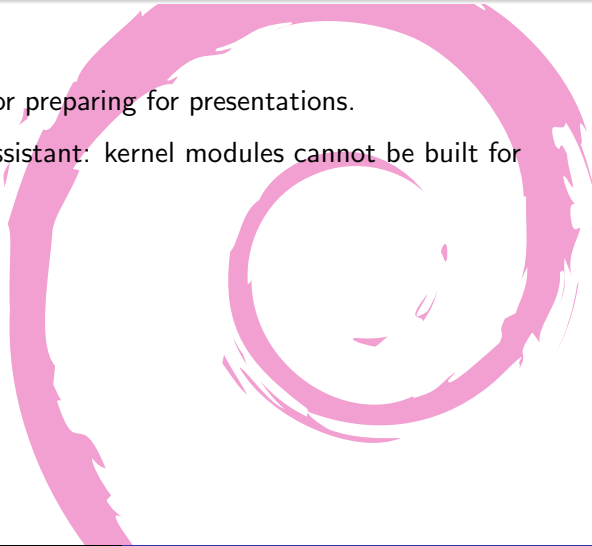 or preparing for presentations.
ssistant: kernel modules cannot be built for